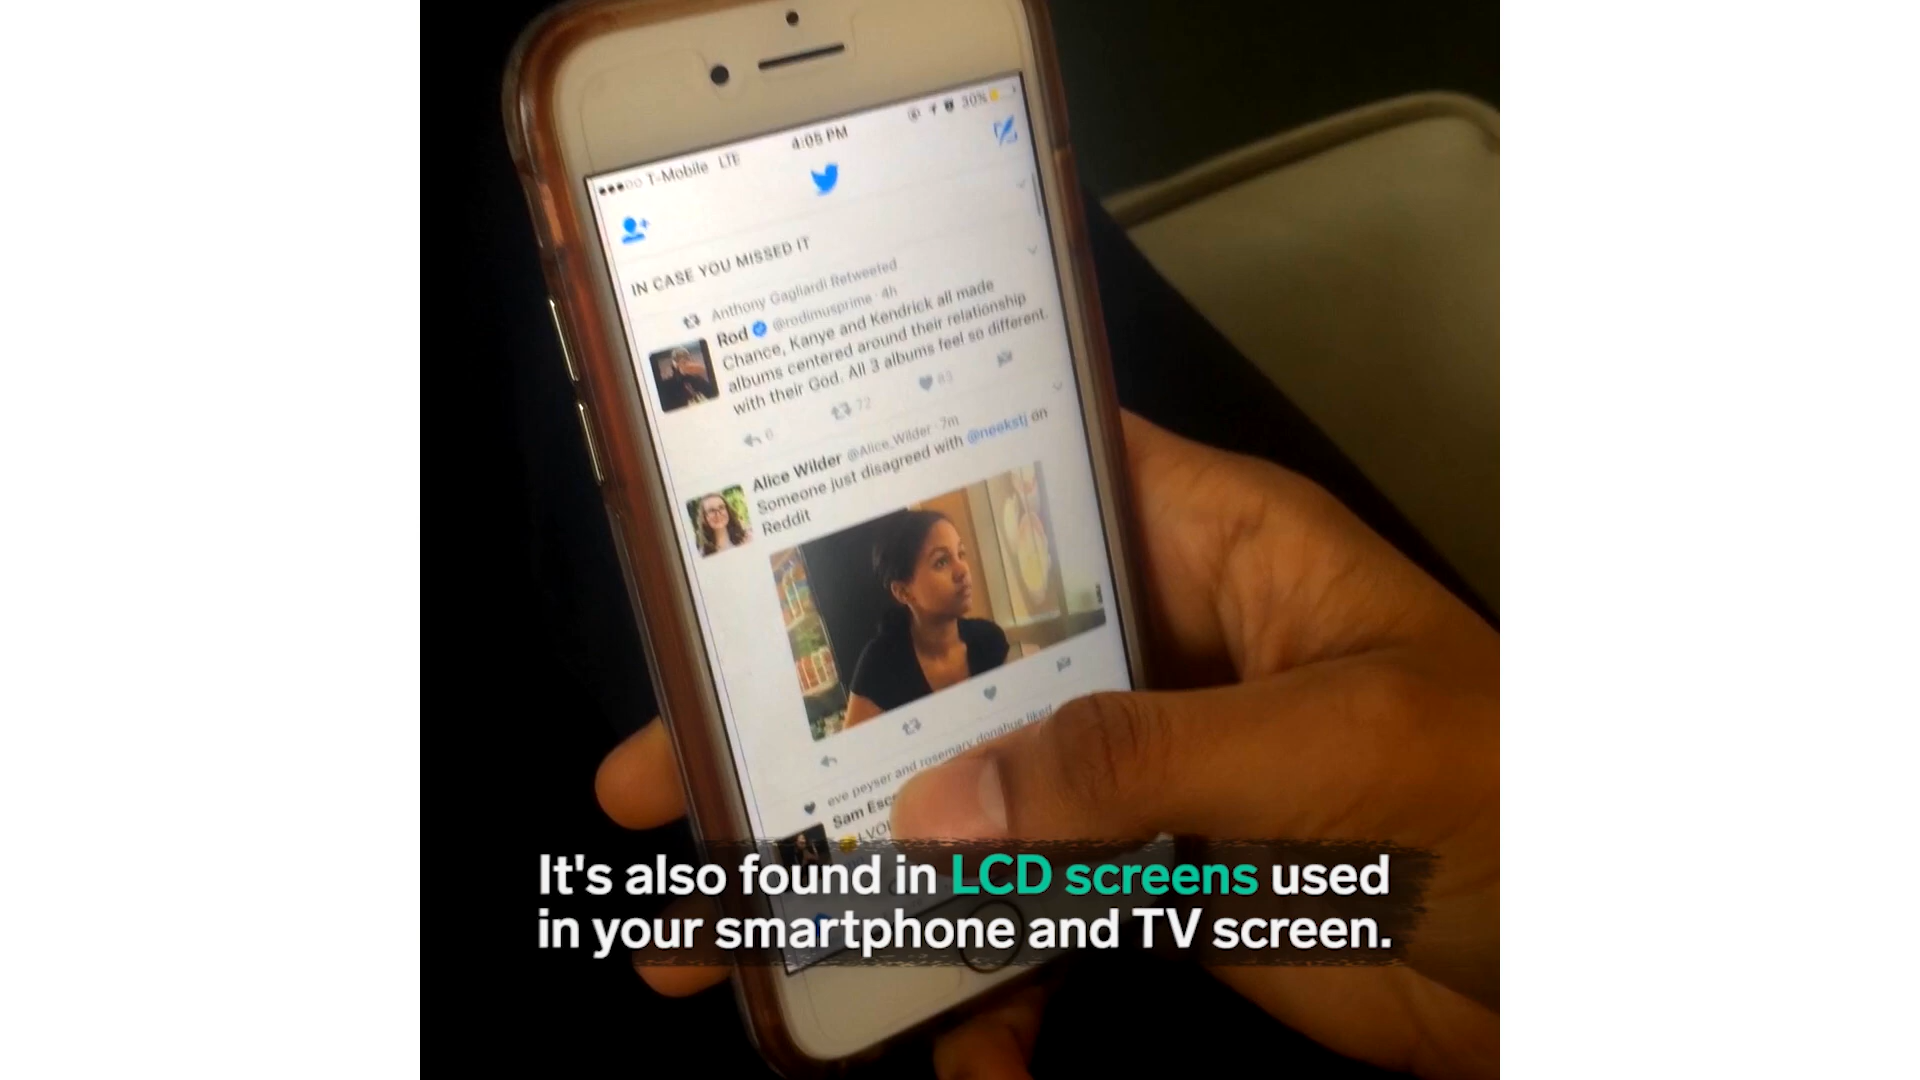 T-Mobile LTE 4:05 PM 30%
IN CASE YOU MISSED IT
Anthony Gagliardi Retweeted
Rod @rodimusprime · 4h
Chance, Kanye and Kendrick all made
albums centered around their relationship
with their God. All 3 albums feel so different.
6 72 83
Alice Wilder @Alice_Wilder · 7m
Someone just disagreed with @neekstj on
Reddit
eve peyser and rosemary donahue liked
Sam
It's also found in LCD screens used
in your smartphone and TV screen.